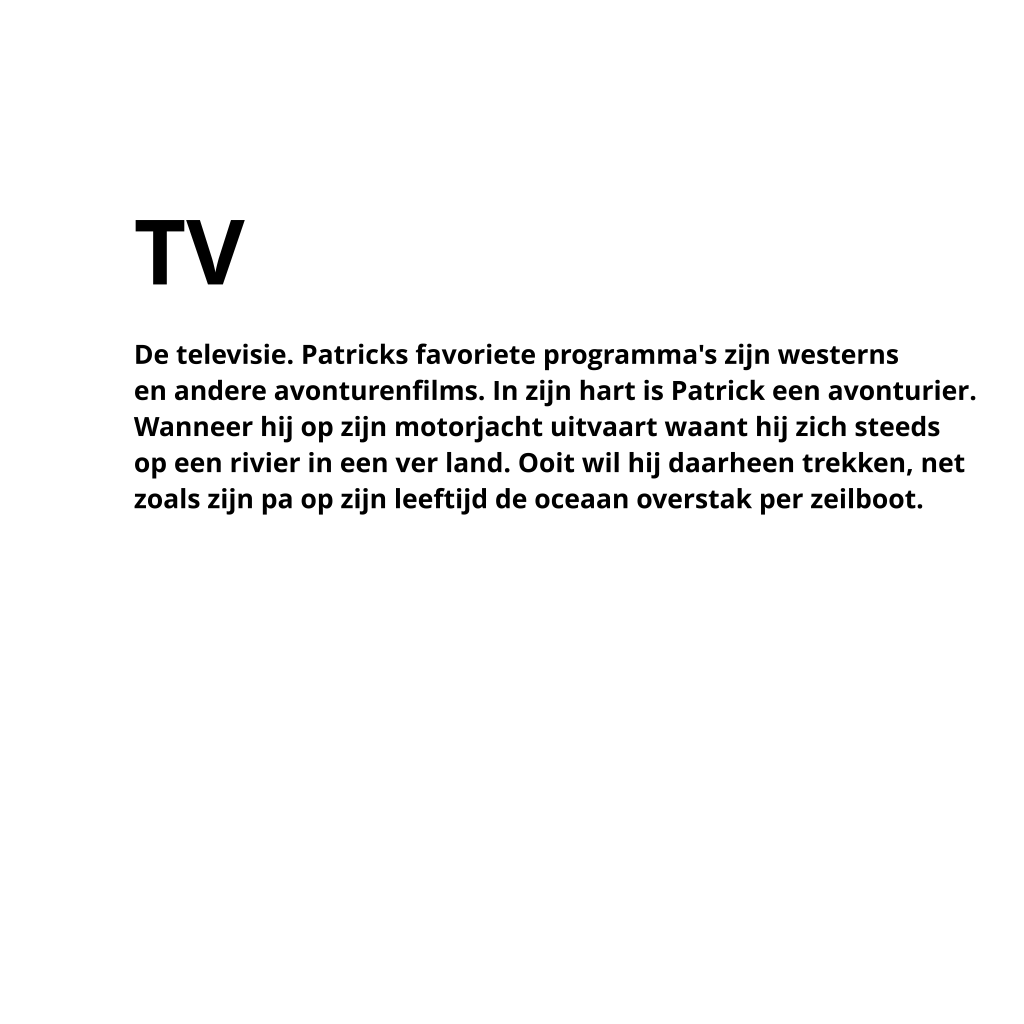 TV
De televisie. Patricks favoriete programma's zijn westerns
en andere avonturenfilms. In zijn hart is Patrick een avonturier.
Wanneer hij op zijn motorjacht uitvaart waant hij zich steeds
op een rivier in een ver land. Ooit wil hij daarheen trekken, net
zoals zijn pa op zijn leeftijd de oceaan overstak per zeilboot.